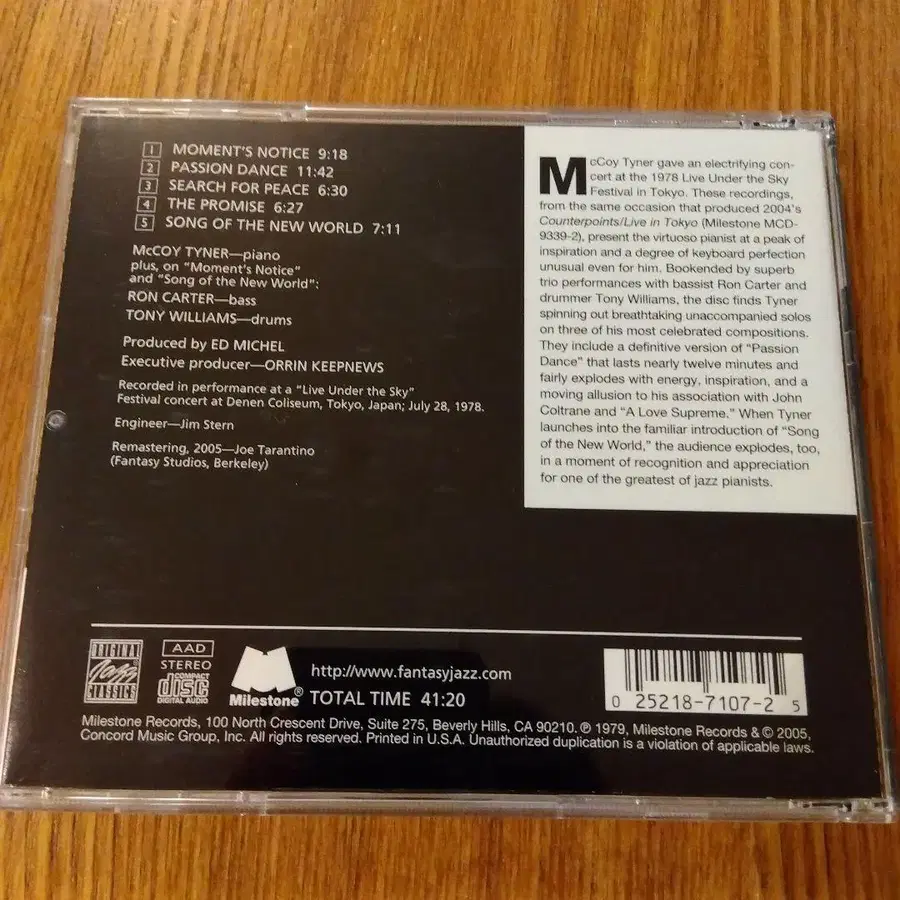 1 MOMENT'S NOTICE 9:18
2 PASSION DANCE 11:42
3 SEARCH FOR PEACE 6:30
4 THE PROMISE 6:27
5 SONG OF THE NEW WORLD 7:11
McCOY TYNER—piano
plus, on "Moment's Notice"
and "Song of the New World":
RON CARTER—bass
TONY WILLIAMS—drums
Produced by ED MICHEL
Executive producer—ORRIN KEEPNEWS
Recorded in performance at a "Live Under the Sky"
Festival concert at Denen Coliseum, Tokyo, Japan; July 28, 1978.
Engineer—Jim Stern
Remastering, 2005—Joe Tarantino
(Fantasy Studios, Berkeley)
McCoy Tyner gave an electrifying con-
cert at the 1978 Live Under the Sky
Festival in Tokyo. These recordings,
from the same occasion that produced 2004's
Counterpoints/Live in Tokyo (Milestone MCD-
9339-2), present the virtuoso pianist at a peak of
inspiration and a degree of keyboard perfection
unusual even for him. Bookended by superb
trio performances with bassist Ron Carter and
drummer Tony Williams, the disc finds Tyner
spinning out breathtaking unaccompanied solos
on three of his most celebrated compositions.
They include a definitive version of "Passion
Dance" that lasts nearly twelve minutes and
fairly explodes with energy, inspiration, and a
moving allusion to his association with John
Coltrane and "A Love Supreme." When Tyner
launches into the familiar introduction of "Song
of the New World," the audience explodes, too,
in a moment of recognition and appreciation
for one of the greatest of jazz pianists.
ORIGINAL
Jazz
CLASSICS
AAD
STEREO
COMPACT
disc
DIGITAL AUDIO
Milestone®
http://www.fantasyjazz.com
TOTAL TIME 41:20
0 25218-7107-2 5
Milestone Records, 100 North Crescent Drive, Suite 275, Beverly Hills, CA 90210. ℗ 1979, Milestone Records & © 2005,
Concord Music Group, Inc. All rights reserved. Printed in U.S.A. Unauthorized duplication is a violation of applicable laws.